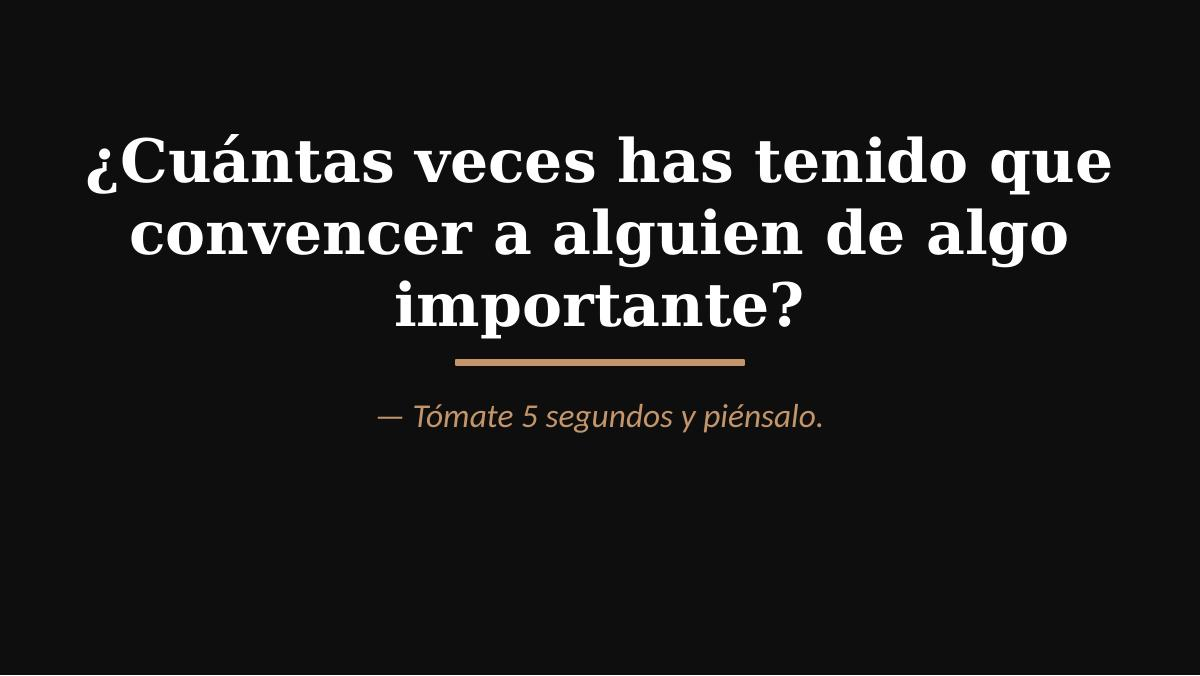 ¿Cuántas veces has tenido que
convencer a alguien de algo
importante?
— Tómate 5 segundos y piénsalo.